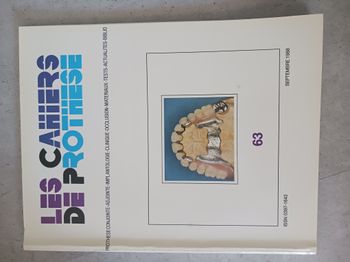 LES CAHIERS
DE PROTHESE
PROTHESE CONJOINTE-ADJOINTE-IMPLANTOLOGIE-CLINIQUE-OCCLUSION-MATERIAUX-TESTS-ACTUALITES-BIBLIO
63
ISSN 0397-1643
SEPTEMBRE 1988